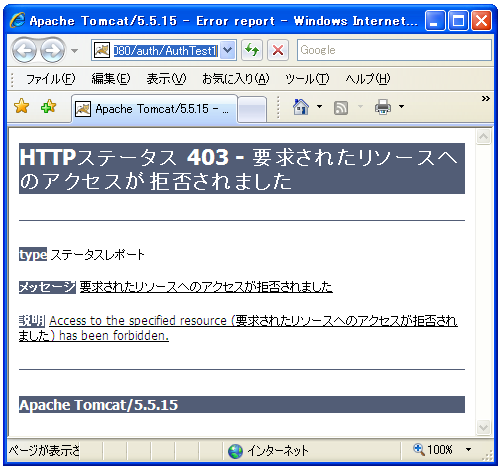 Apache Tomcat/5.5.15 - Error report - Windows Internet...
080/auth/AuthTest1
Google
ファイル(F) 編集(E) 表示(V) お気に入り(A) ツール(T) ヘルプ(H)
Apache Tomcat/5.5.15 - ...
HTTPステータス 403 - 要求されたリソースへ
のアクセスが拒否されました
type ステータスレポート
メッセージ 要求されたリソースへのアクセスが拒否されました
説明 Access to the specified resource (要求されたリソースへのアクセスが拒否され
ました) has been forbidden.
Apache Tomcat/5.5.15
ページが表示さ
インターネット
100%